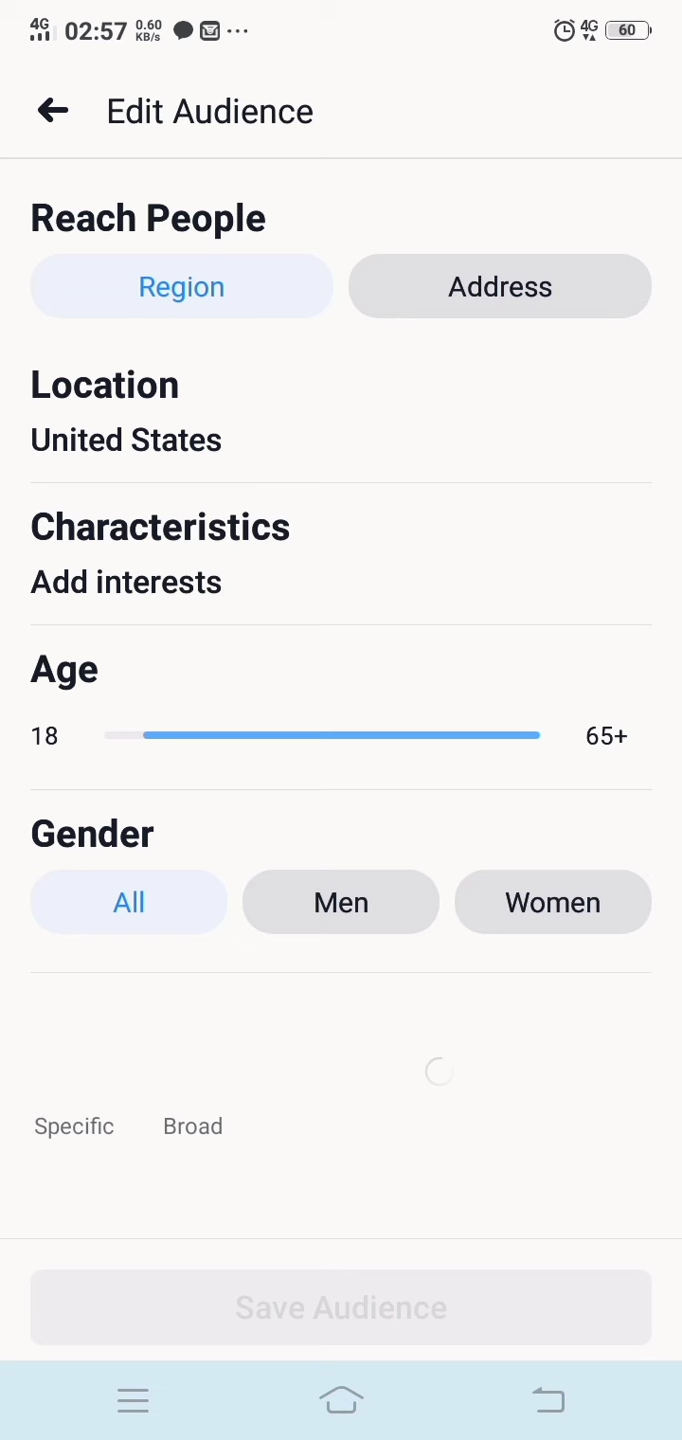 4G 02:57 0.60 KB/s ... 4G 60
Edit Audience
Reach People
Region Address
Location
United States
Characteristics
Add interests
Age
18 65+
Gender
All Men Women
Specific Broad
Save Audience